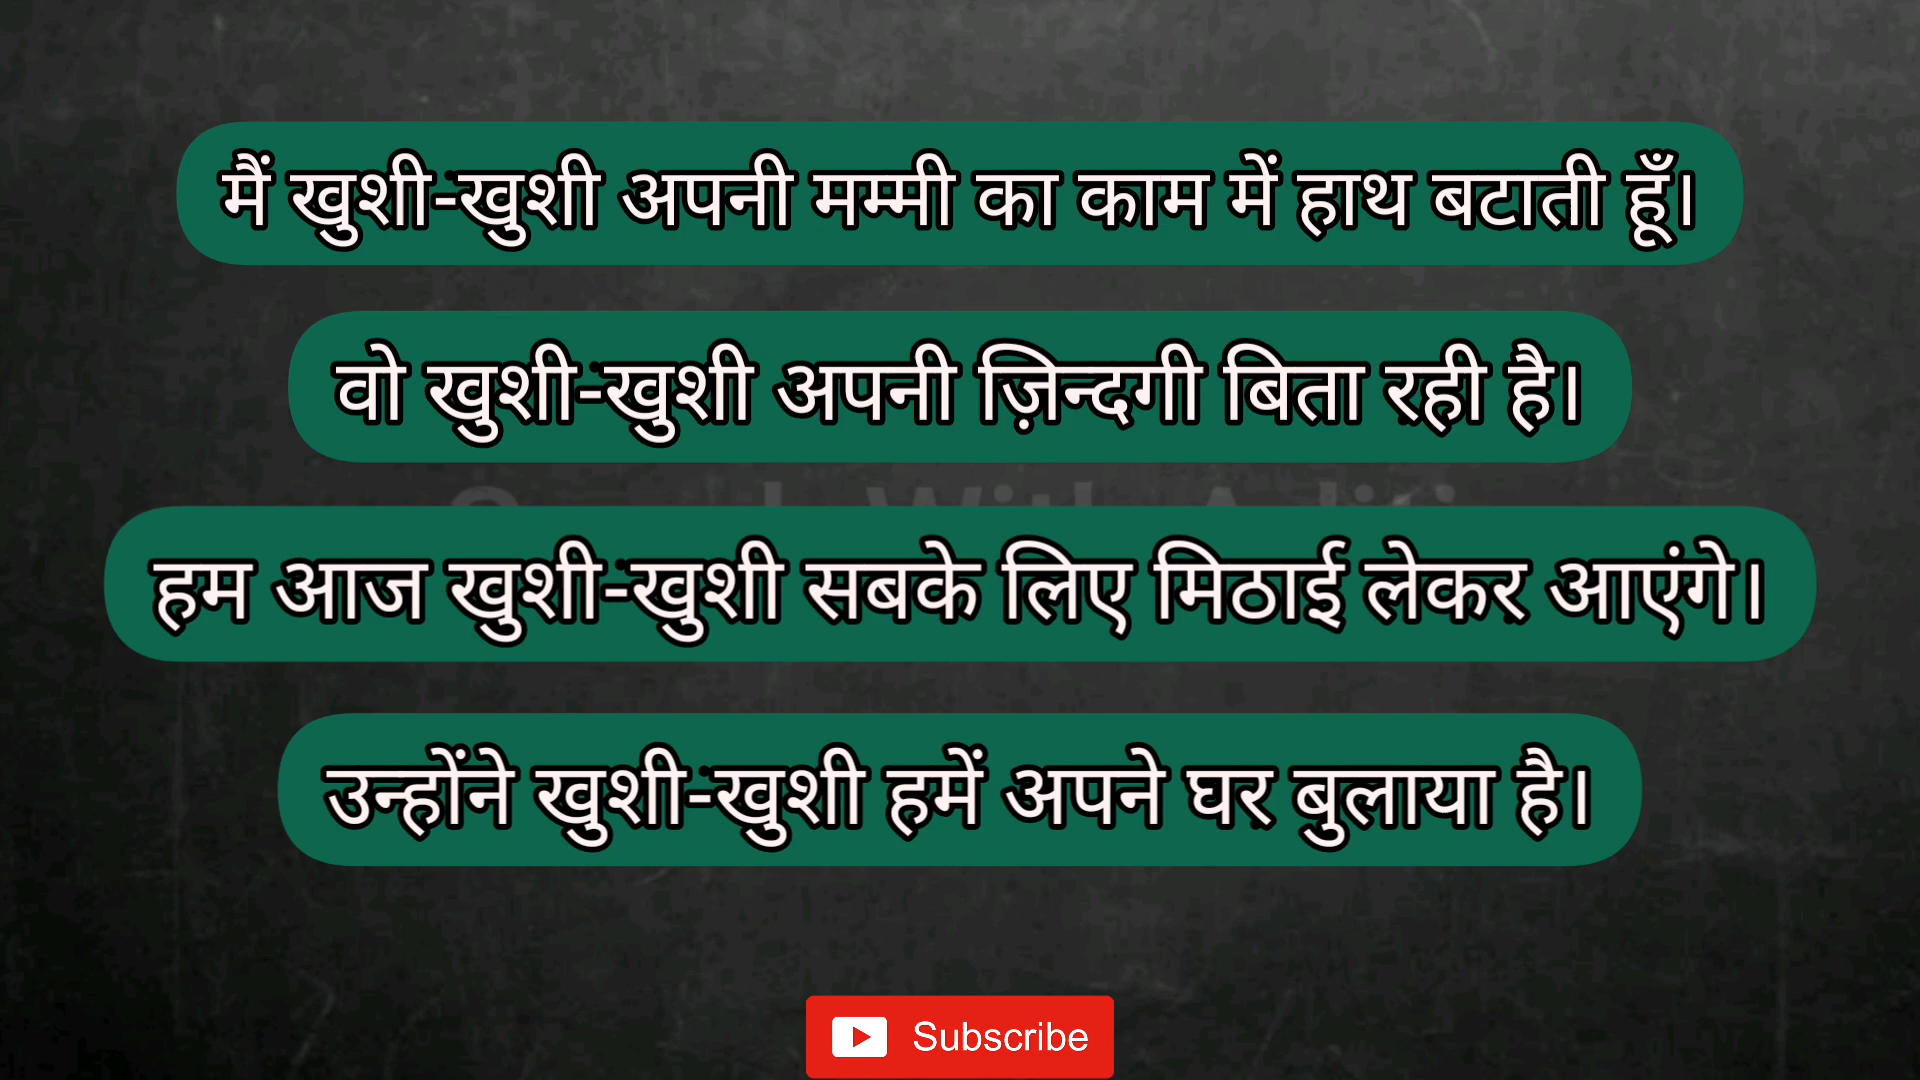 मैं खुशी-खुशी अपनी मम्मी का काम में हाथ बटाती हूँ।
वो खुशी-खुशी अपनी ज़िन्दगी बिता रही है।
हम आज खुशी-खुशी सबके लिए मिठाई लेकर आएंगे।
उन्होंने खुशी-खुशी हमें अपने घर बुलाया है।
Subscribe